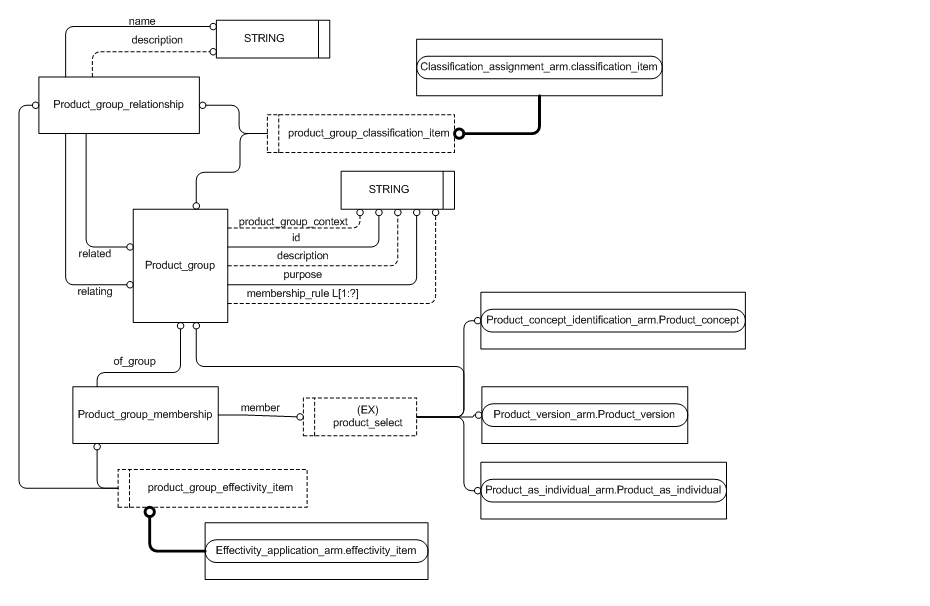 name
STRING
description
Classification_assignment_arm.classification_item
Product_group_relationship
product_group_classification_item
STRING
product_group_context
id
description
purpose
membership_rule L[1:?]
related
relating
Product_group
Product_concept_identification_arm.Product_concept
of_group
Product_group_membership
member
(EX)
product_select
Product_version_arm.Product_version
product_group_effectivity_item
Product_as_individual_arm.Product_as_individual
Effectivity_application_arm.effectivity_item